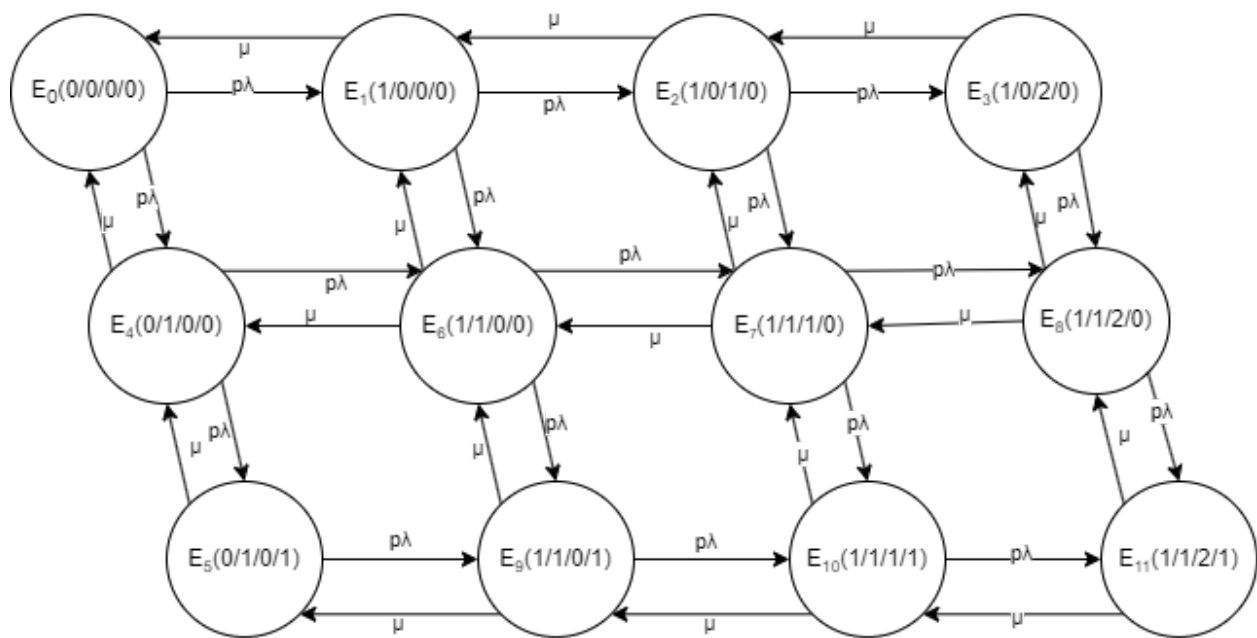 μ μ μ
E₀(0/0/0/0) pλ E₁(1/0/0/0) pλ E₂(1/0/1/0) pλ E₃(1/0/2/0)
μ pλ μ pλ μ pλ μ pλ
pλ pλ pλ
E₄(0/1/0/0) μ E₆(1/1/0/0) μ E₇(1/1/1/0) μ E₈(1/1/2/0)
μ pλ μ pλ μ pλ μ pλ
E₅(0/1/0/1) pλ E₉(1/1/0/1) pλ E₁₀(1/1/1/1) pλ E₁₁(1/1/2/1)
μ μ μ